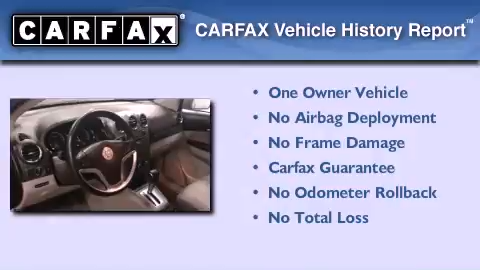 CARFAX® CARFAX Vehicle History Report™
• One Owner Vehicle
• No Airbag Deployment
• No Frame Damage
• Carfax Guarantee
• No Odometer Rollback
• No Total Loss